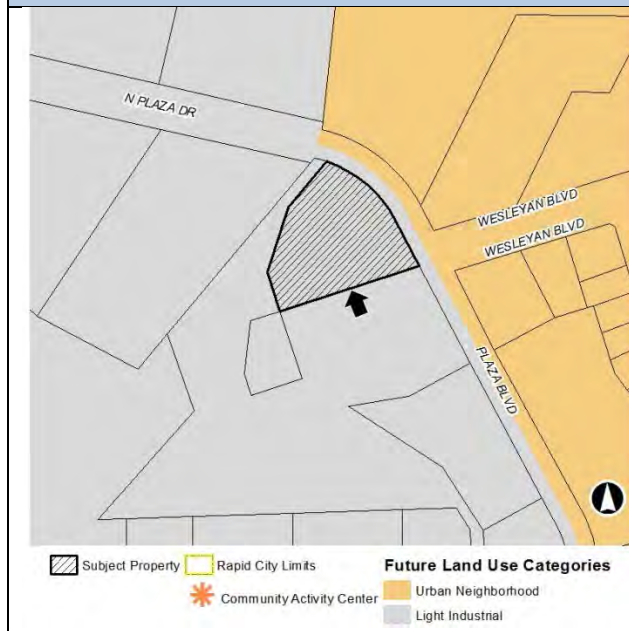 N PLAZA DR
WESLEYAN BLVD
WESLEYAN BLVD
PLAZA BLVD
Subject Property
Rapid City Limits
Community Activity Center
Future Land Use Categories
Urban Neighborhood
Light Industrial